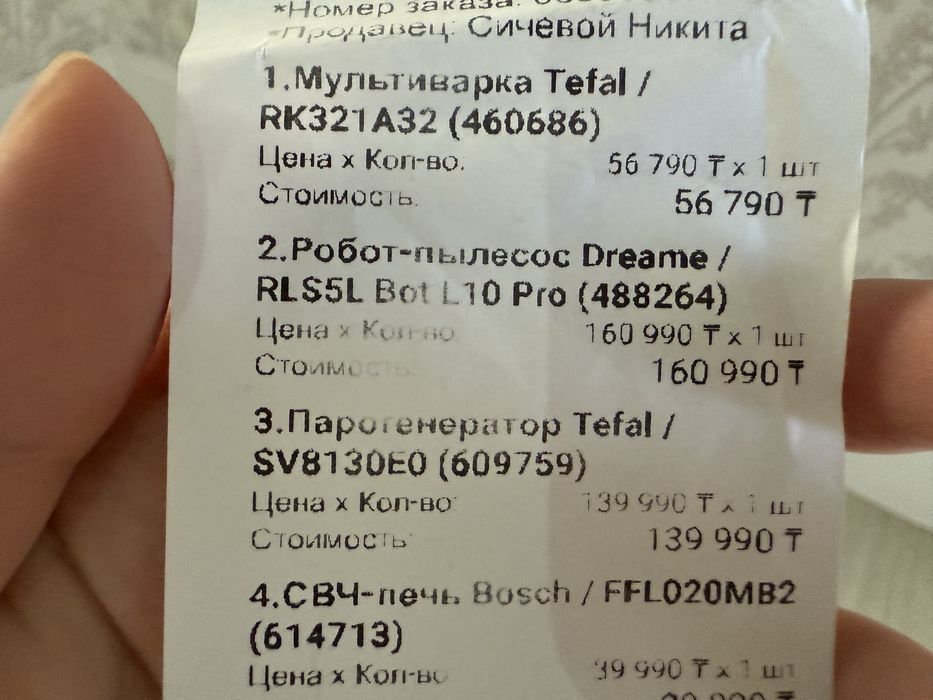 *Номер заказа:
*Продавец: Сичевой Никита
1.Мультиварка Tefal /
RK321A32 (460686)
Цена x Кол-во: 56 790 ₸ x 1 шт
Стоимость: 56 790 ₸
2.Робот-пылесос Dreame /
RLS5L Bot L10 Pro (488264)
Цена x Кол-во: 160 990 ₸ x 1 шт
Стоимость: 160 990 ₸
3.Парогенератор Tefal /
SV8130E0 (609759)
Цена x Кол-во: 139 990 ₸ x 1 шт
Стоимость: 139 990 ₸
4.СВЧ-печь Bosch / FFL020MB2
(614713)
Цена x Кол-во: 39 990 ₸ x 1 шт